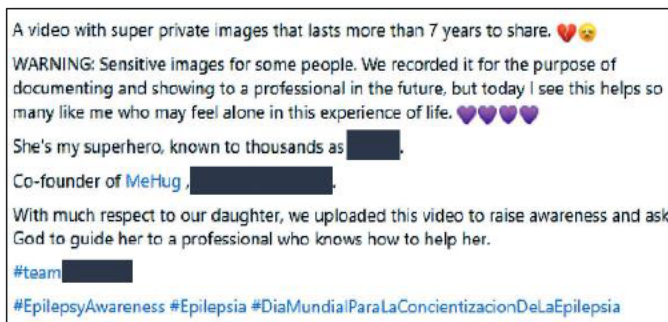 A video with super private images that lasts more than 7 years to share. 💔😪
WARNING: Sensitive images for some people. We recorded it for the purpose of
documenting and showing to a professional in the future, but today I see this helps so
many like me who may feel alone in this experience of life. 💜💜💜💜
She's my superhero, known to thousands as .
Co-founder of MeHug , .
With much respect to our daughter, we uploaded this video to raise awareness and ask
God to guide her to a professional who knows how to help her.
#team
#EpilepsyAwareness #Epilepsia #DiaMundialParaLaConcientizacionDeLaEpilepsia